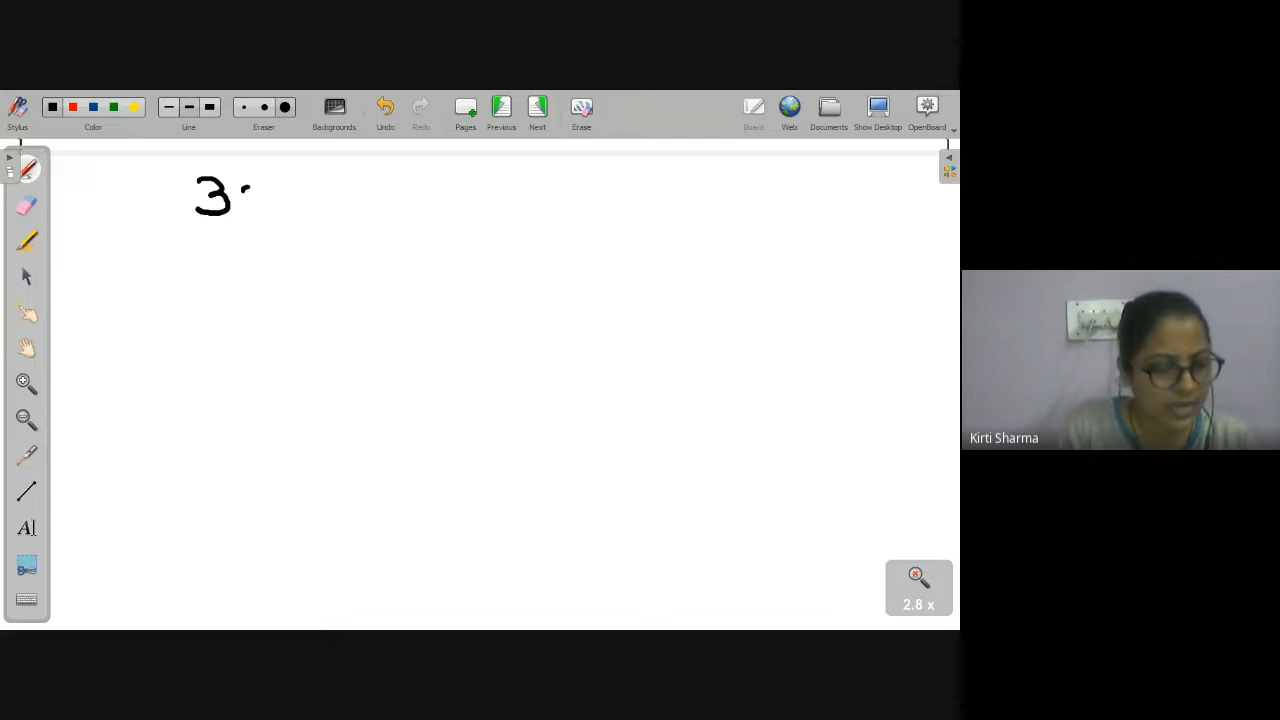 Stylus
Color
Line
Eraser
Backgrounds
Undo
Redo
Pages
Previous
Next
Erase
Board
Web
Documents
Show Desktop
OpenBoard
3
Kirti Sharma
2.8 x